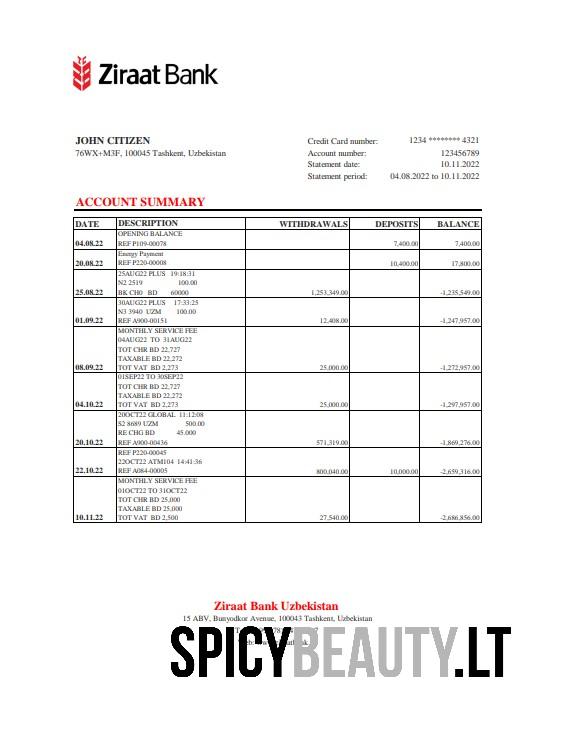 Ziraat Bank
JOHN CITIZEN
76WX+M3F, 100045 Tashkent, Uzbekistan
Credit Card number: 1234 ******** 4321
Account number: 123456789
Statement date: 10.11.2022
Statement period: 04.08.2022 to 10.11.2022
ACCOUNT SUMMARY
DATE DESCRIPTION WITHDRAWALS DEPOSITS BALANCE
OPENING BALANCE
04.08.22 REF P109-00078 7,400.00 7,400.00
Energy Payment
20.08.22 REF P220-00008 10,400.00 17,800.00
25AUG22 PLUS 19:18:31
N2 2519 100.00
25.08.22 BK CH0 BD 60000 1,253,349.00 -1,235,549.00
30AUG22 PLUS 17:33:25
N3 3940 UZM 100.00
01.09.22 REF A900-00151 12,408.00 -1,247,957.00
MONTHLY SERVICE FEE
04AUG22 TO 31AUG22
TOT CHR BD 22,727
TAXABLE BD 22,272
08.09.22 TOT VAT BD 2,273 25,000.00 -1,272,957.00
01SEP22 TO 30SEP22
TOT CHR BD 22,727
TAXABLE BD 22,272
04.10.22 TOT VAT BD 2,273 25,000.00 -1,297,957.00
20OCT22 GLOBAL 11:12:08
S2 8689 UZM 500.00
RE CHG BD 45.000
20.10.22 REF A900-00436 571,319.00 -1,869,276.00
REF P220-00045
22OCT22 ATM104 14:41:36
22.10.22 REF A084-00005 800,040.00 10,000.00 -2,659,316.00
MONTHLY SERVICE FEE
01OCT22 TO 31OCT22
TOT CHR BD 25,000
TAXABLE BD 25,000
10.11.22 TOT VAT BD 2,500 27,540.00 -2,686,856.00
Ziraat Bank Uzbekistan
15 ABV, Bunyodkor Avenue, 100043 Tashkent, Uzbekistan
SPICYBEAUTY.LT